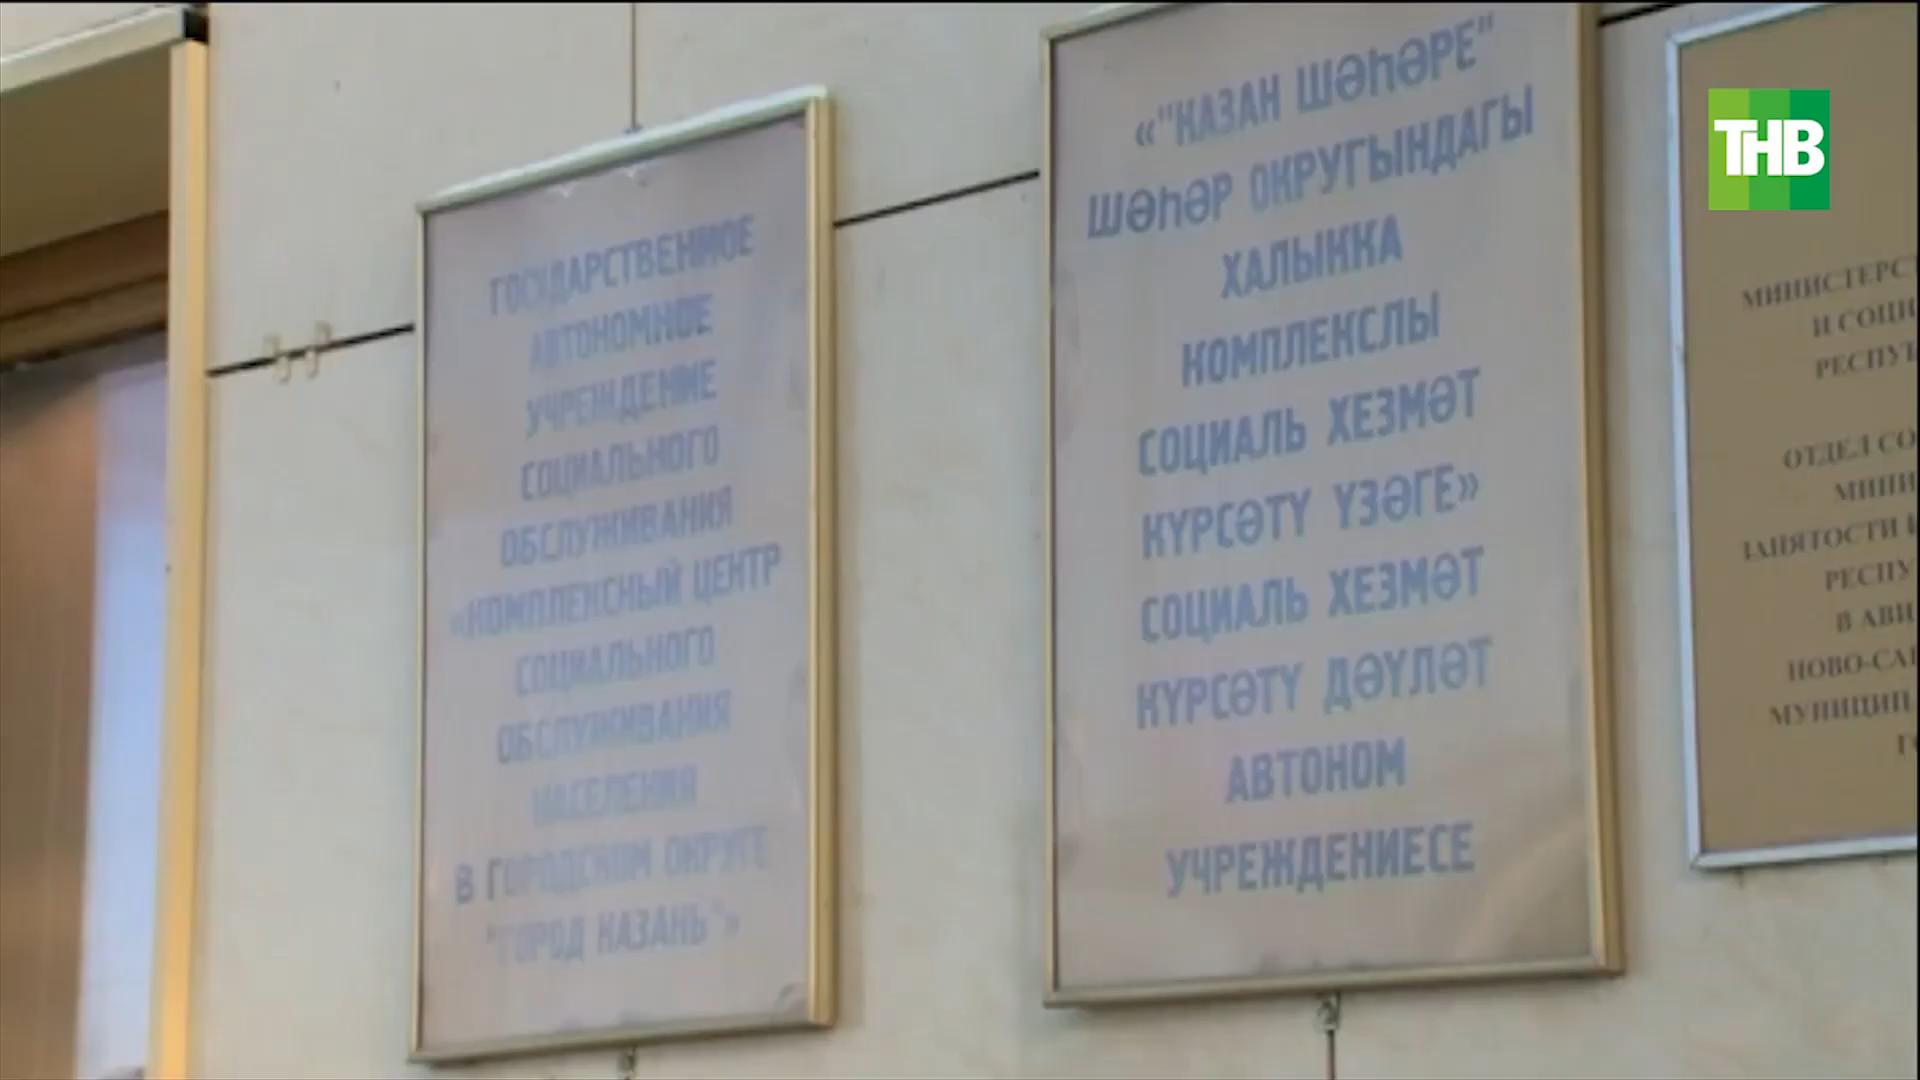 ГОСУДАРСТВЕННОЕ
АВТОНОМНОЕ
УЧРЕЖДЕНИЕ
СОЦИАЛЬНОГО
ОБСЛУЖИВАНИЯ
«КОМПЛЕКСНЫЙ ЦЕНТР
СОЦИАЛЬНОГО
ОБСЛУЖИВАНИЯ
НАСЕЛЕНИЯ
В ГОРОДСКОМ ОКРУГЕ
"ГОРОД КАЗАНЬ"»
«"КАЗАН ШӘҺӘРЕ"
ШӘҺӘР ОКРУГЫНДАГЫ
ХАЛЫККА
КОМПЛЕКСЛЫ
СОЦИАЛЬ ХЕЗМӘТ
КҮРСӘТҮ ҮЗӘГЕ»
СОЦИАЛЬ ХЕЗМӘТ
КҮРСӘТҮ ДӘҮЛӘТ
АВТОНОМ
УЧРЕЖДЕНИЕСЕ
ТНВ
МИНИСТЕРСТ
И СОЦИ
РЕСПУБ
ОТДЕЛ СО
МИНИ
ЗАНЯТОСТИ И
РЕСПУ
В АВИ
НОВО-САВ
МУНИЦИП
Г